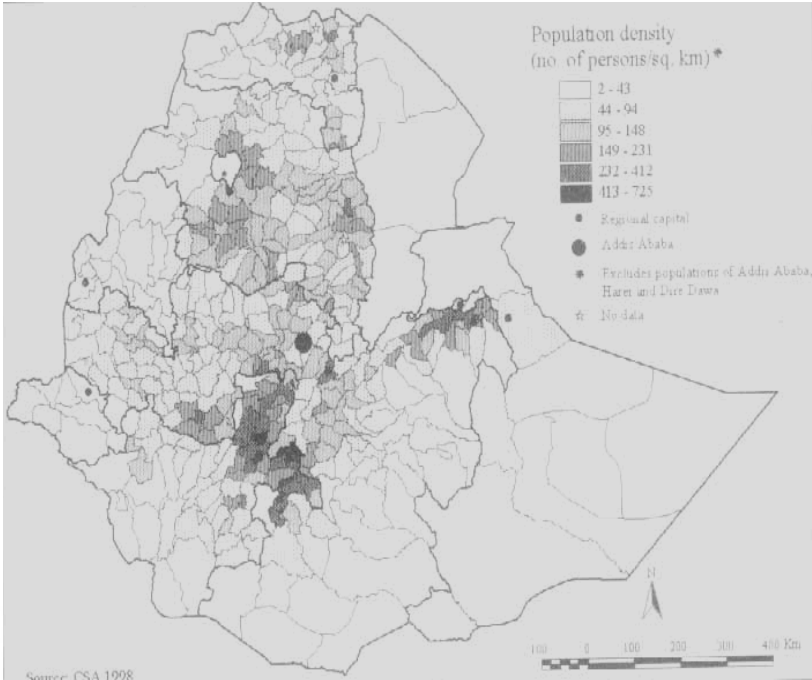 Population density
(no. of persons/sq. km)*
2 - 43
44 - 94
95 - 148
149 - 231
232 - 412
413 - 725
Regional capital
Addis Ababa
Excludes populations of Addis Ababa,
Harer and Dire Dawa
No data
N
100 0 100 200 300 400 Km
Source: CSA 1998